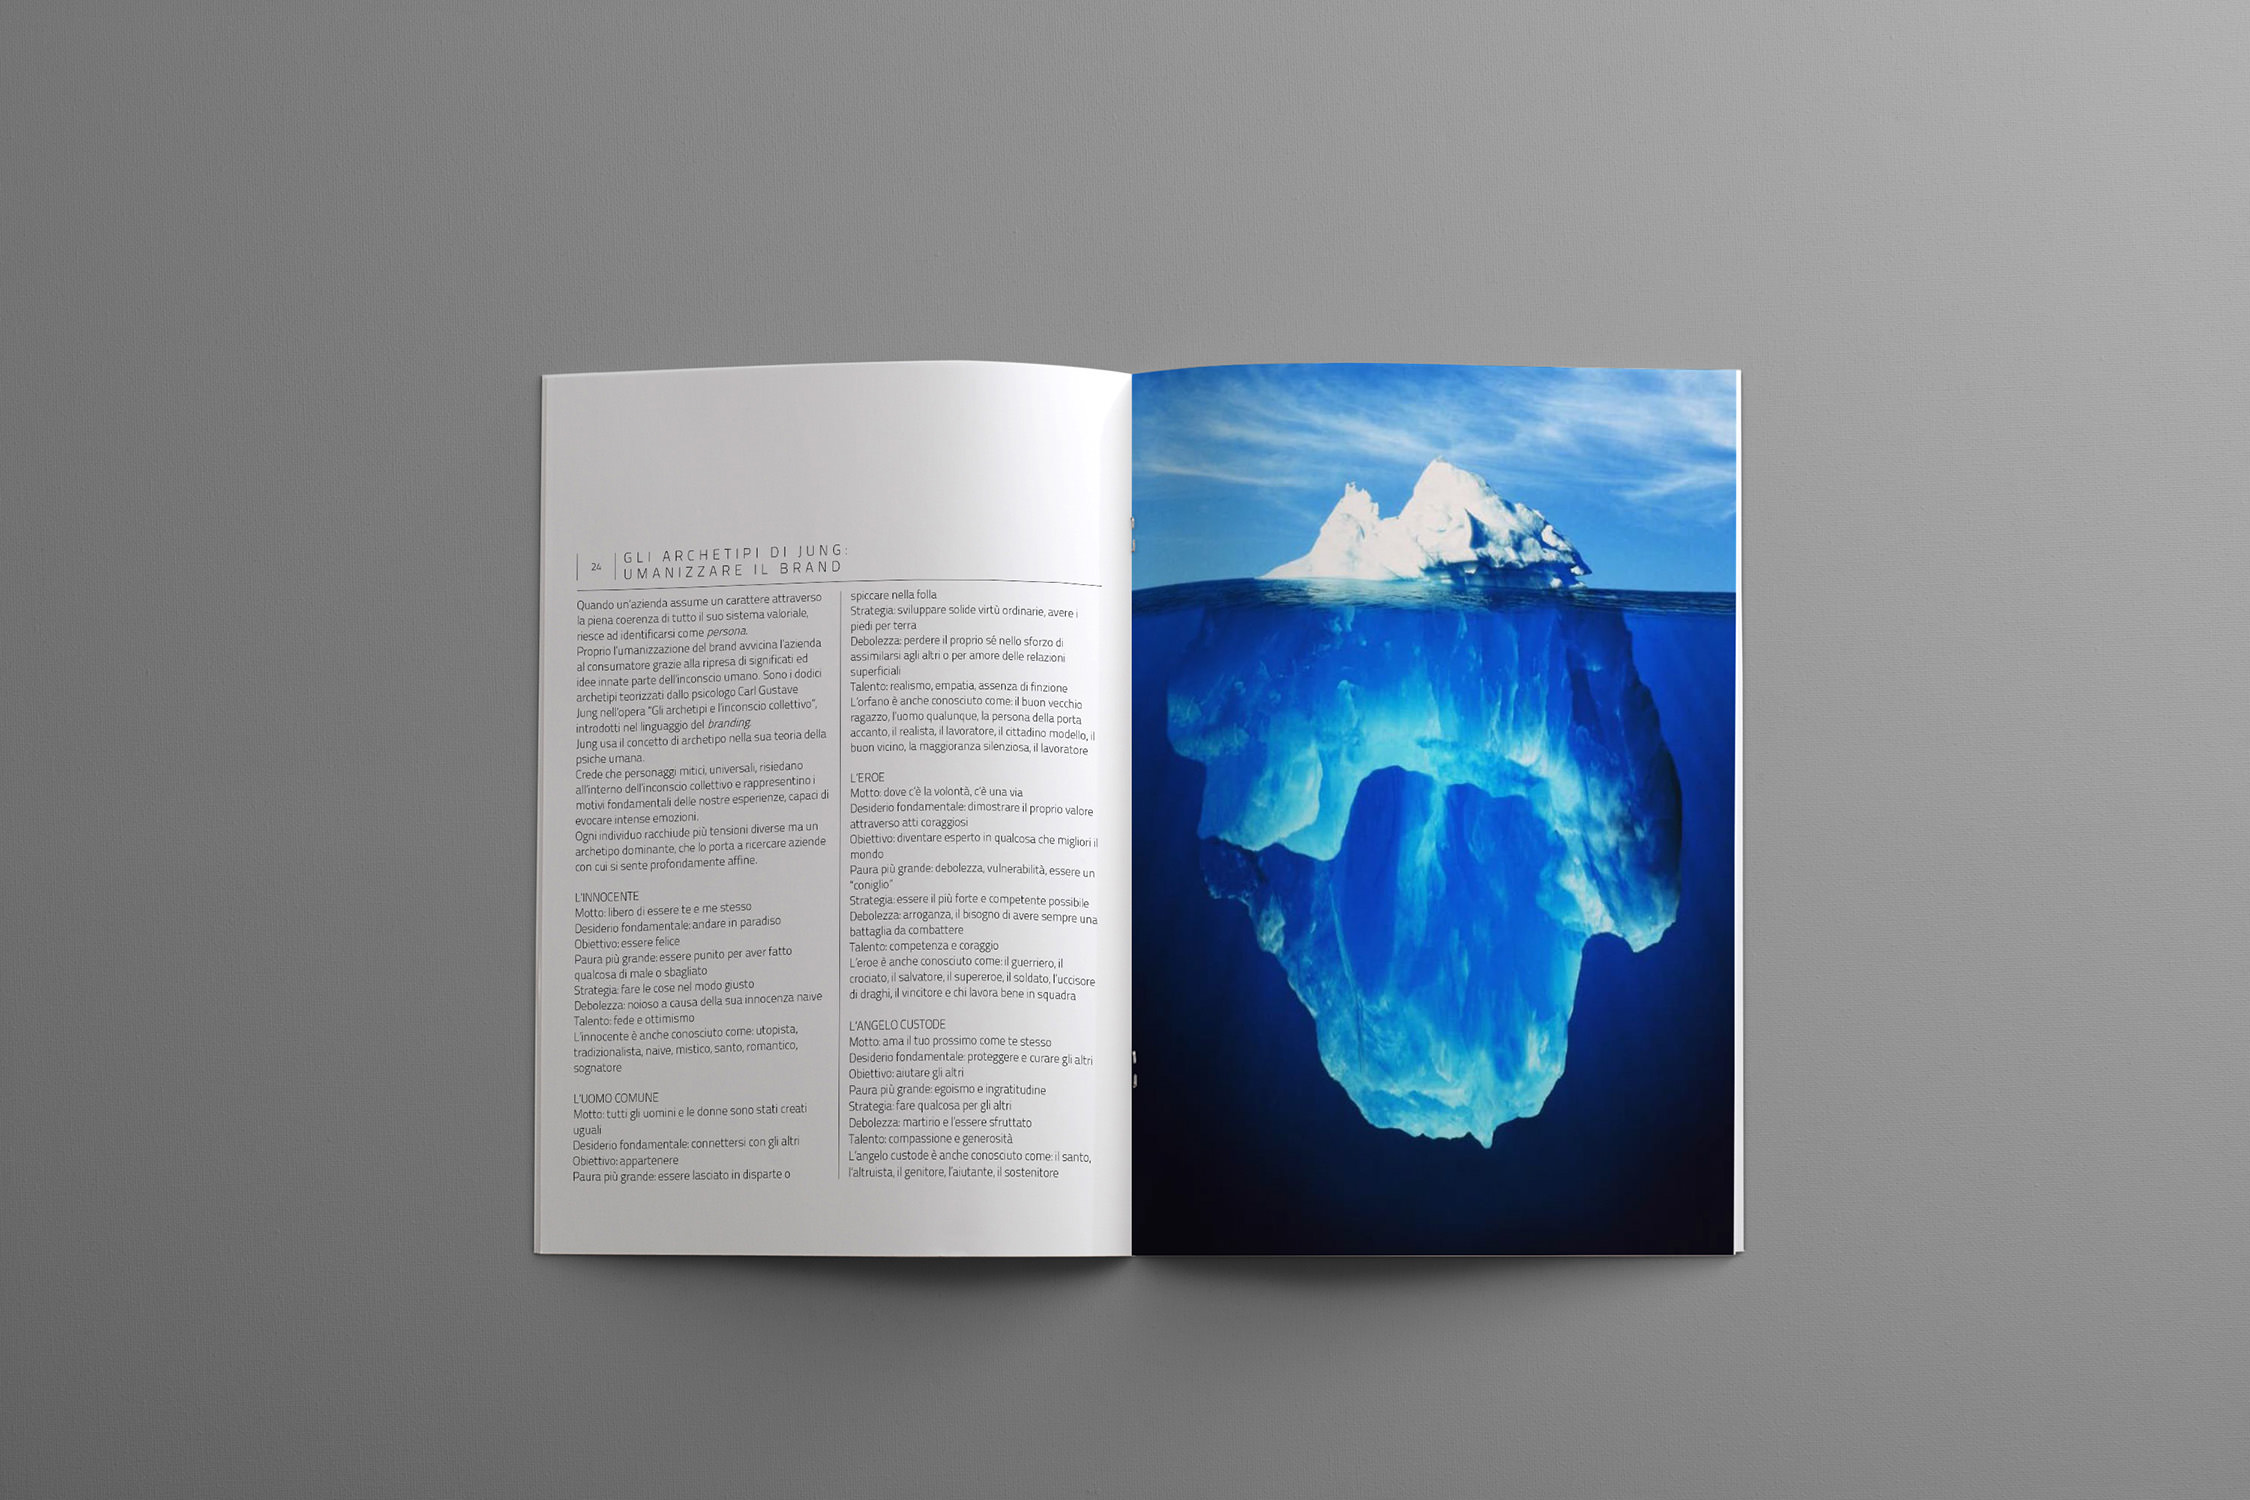 24
GLI ARCHETIPI DI JUNG:
UMANIZZARE IL BRAND
Quando un'azienda assume un carattere attraverso
la piena coerenza di tutto il suo sistema valoriale,
riesce ad identificarsi come persona.
Proprio l'umanizzazione del brand avvicina l'azienda
al consumatore grazie alla ripresa di significati ed
idee innate parte dell'inconscio umano. Sono i dodici
archetipi teorizzati dallo psicologo Carl Gustave
Jung nell'opera "Gli archetipi e l'inconscio collettivo",
introdotti nel linguaggio del branding.
Jung usa il concetto di archetipo nella sua teoria della
psiche umana.
Crede che personaggi mitici, universali, risiedano
all'interno dell'inconscio collettivo e rappresentino i
motivi fondamentali delle nostre esperienze, capaci di
evocare intense emozioni.
Ogni individuo racchiude più tensioni diverse ma un
archetipo dominante, che lo porta a ricercare aziende
con cui si sente profondamente affine.
L'INNOCENTE
Motto: libero di essere te e me stesso
Desiderio fondamentale: andare in paradiso
Obiettivo: essere felice
Paura più grande: essere punito per aver fatto
qualcosa di male o sbagliato
Strategia: fare le cose nel modo giusto
Debolezza: noioso a causa della sua innocenza naive
Talento: fede e ottimismo
L'innocente è anche conosciuto come: utopista,
tradizionalista, naive, mistico, santo, romantico,
sognatore
L'UOMO COMUNE
Motto: tutti gli uomini e le donne sono stati creati
uguali
Desiderio fondamentale: connettersi con gli altri
Obiettivo: appartenere
Paura più grande: essere lasciato in disparte o
spiccare nella folla
Strategia: sviluppare solide virtù ordinarie, avere i
piedi per terra
Debolezza: perdere il proprio sé nello sforzo di
assimilarsi agli altri o per amore delle relazioni
superficiali
Talento: realismo, empatia, assenza di finzione
L'orfano è anche conosciuto come: il buon vecchio
ragazzo, l'uomo qualunque, la persona della porta
accanto, il realista, il lavoratore, il cittadino modello, il
buon vicino, la maggioranza silenziosa, il lavoratore
L'EROE
Motto: dove c'è la volontà, c'è una via
Desiderio fondamentale: dimostrare il proprio valore
attraverso atti coraggiosi
Obiettivo: diventare esperto in qualcosa che migliori il
mondo
Paura più grande: debolezza, vulnerabilità, essere un
"coniglio"
Strategia: essere il più forte e competente possibile
Debolezza: arroganza, il bisogno di avere sempre una
battaglia da combattere
Talento: competenza e coraggio
L'eroe è anche conosciuto come: il guerriero, il
crociato, il salvatore, il supereroe, il soldato, l'uccisore
di draghi, il vincitore e chi lavora bene in squadra
L'ANGELO CUSTODE
Motto: ama il tuo prossimo come te stesso
Desiderio fondamentale: proteggere e curare gli altri
Obiettivo: aiutare gli altri
Paura più grande: egoismo e ingratitudine
Strategia: fare qualcosa per gli altri
Debolezza: martirio e l'essere sfruttato
Talento: compassione e generosità
L'angelo custode è anche conosciuto come: il santo,
l'altruista, il genitore, l'aiutante, il sostenitore